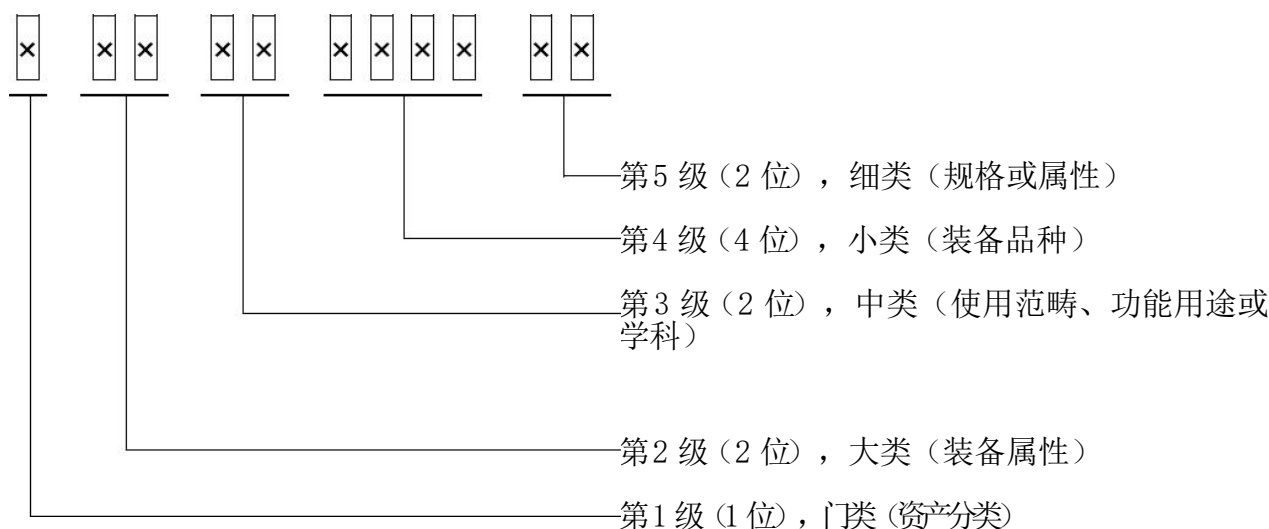 × ×× ×× ×××× ××
第5级(2位),细类(规格或属性)
第4级(4位),小类(装备品种)
第3级(2位),中类(使用范畴、功能用途或
学科)
第2级(2位),大类(装备属性)
第1级(1位),门类(资产分类)